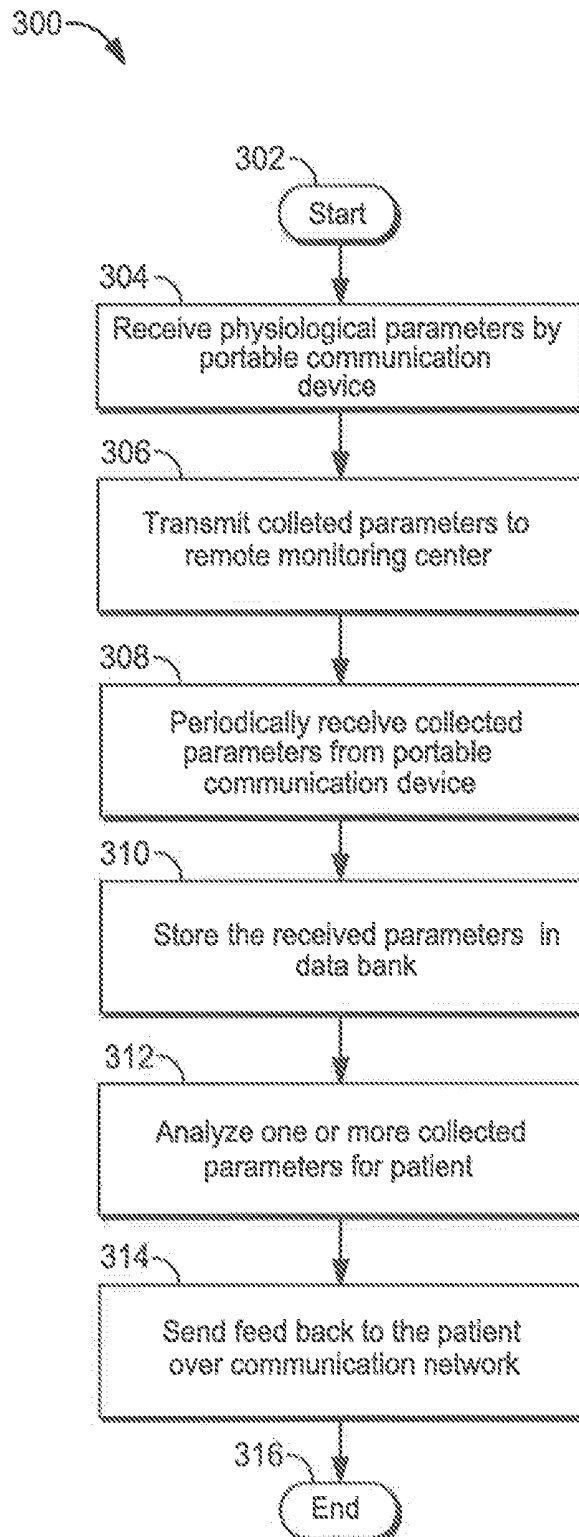 300
302
Start
304
Receive physiological parameters by
portable communication
device
306
Transmit colleted parameters to
remote monitoring center
308
Periodically receive collected
parameters from portable
communication device
310
Store the received parameters in
data bank
312
Analyze one or more collected
parameters for patient
314
Send feed back to the patient
over communication network
316
End